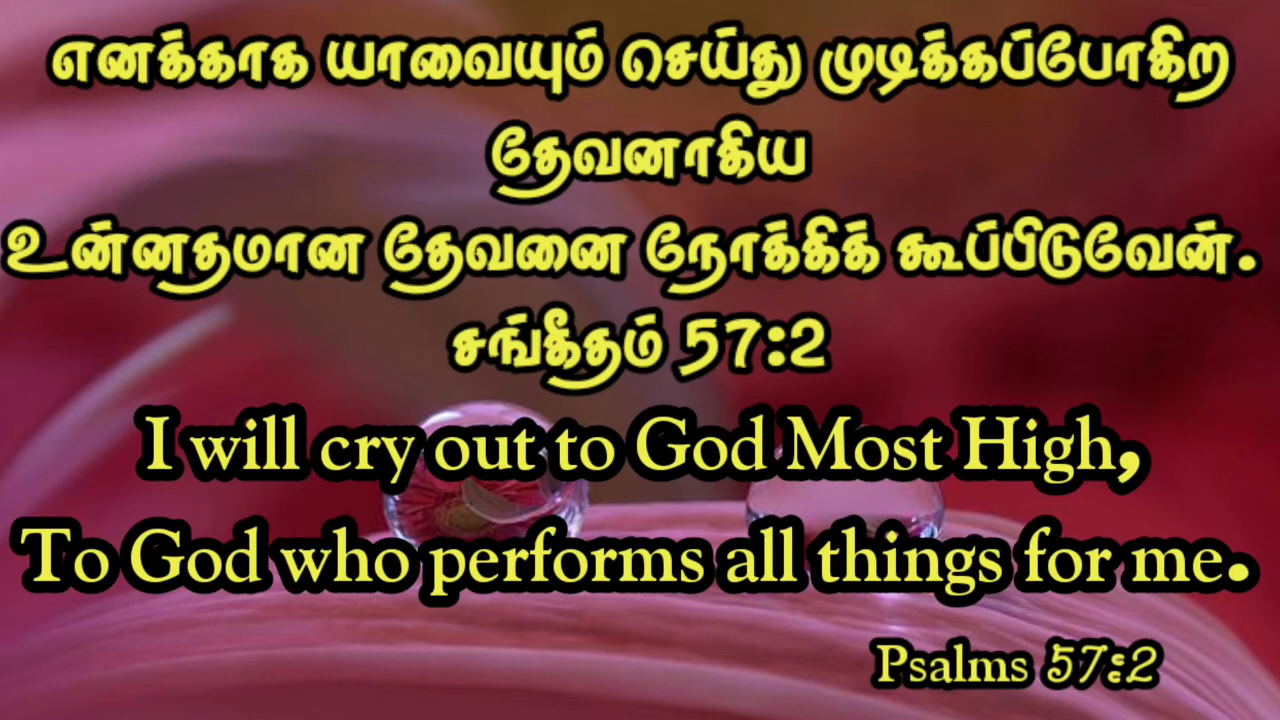 எனக்காக யாவையும் செய்து முடிக்கப்போகிற
தேவனாகிய
உன்னதமான தேவனை நோக்கிக் கூப்பிடுவேன்.
சங்கீதம் 57:2
I will cry out to God Most High,
To God who performs all things for me.
Psalms 57:2